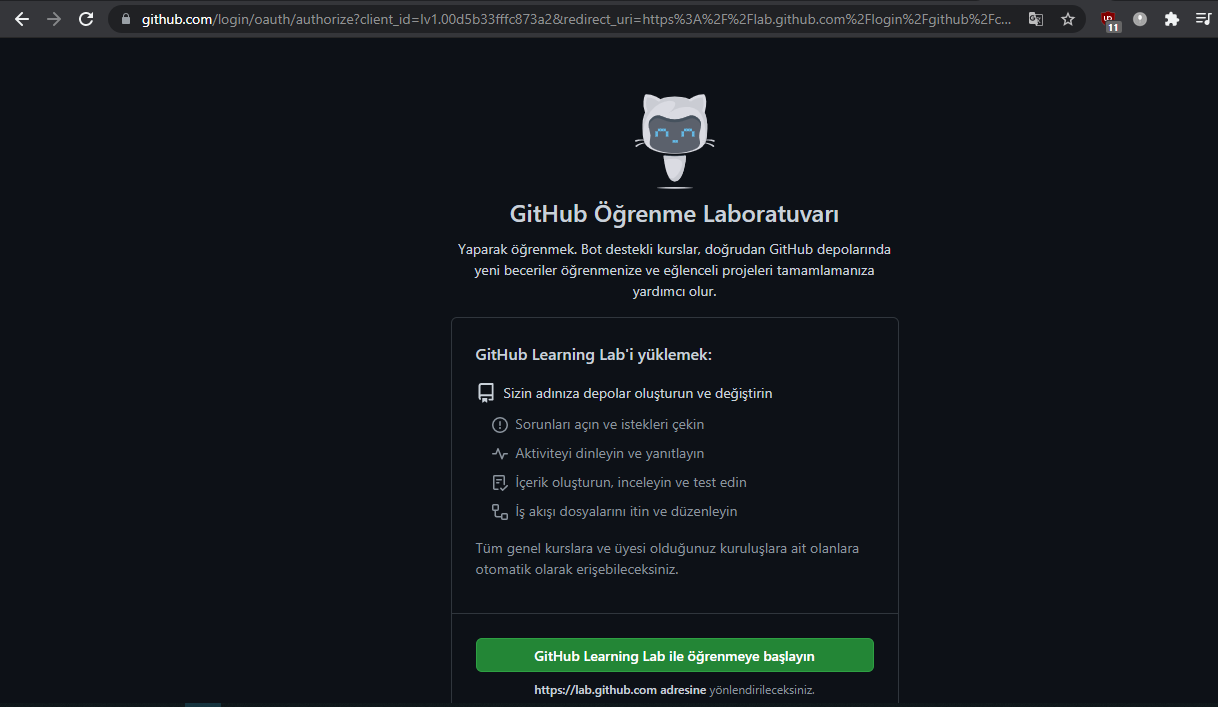 github.com/login/oauth/authorize?client_id=Iv1.00d5b33fffc873a2&redirect_uri=https%3A%2F%2Flab.github.com%2Flogin%2Fgithub%2Fc...
11
GitHub Öğrenme Laboratuvarı
Yaparak öğrenmek. Bot destekli kurslar, doğrudan GitHub depolarında
yeni beceriler öğrenmenize ve eğlenceli projeleri tamamlamanıza
yardımcı olur.
GitHub Learning Lab'i yüklemek:
Sizin adınıza depolar oluşturun ve değiştirin
Sorunları açın ve istekleri çekin
Aktiviteyi dinleyin ve yanıtlayın
İçerik oluşturun, inceleyin ve test edin
İş akışı dosyalarını itin ve düzenleyin
Tüm genel kurslara ve üyesi olduğunuz kuruluşlara ait olanlara
otomatik olarak erişebileceksiniz.
GitHub Learning Lab ile öğrenmeye başlayın
https://lab.github.com adresine yönlendirileceksiniz.